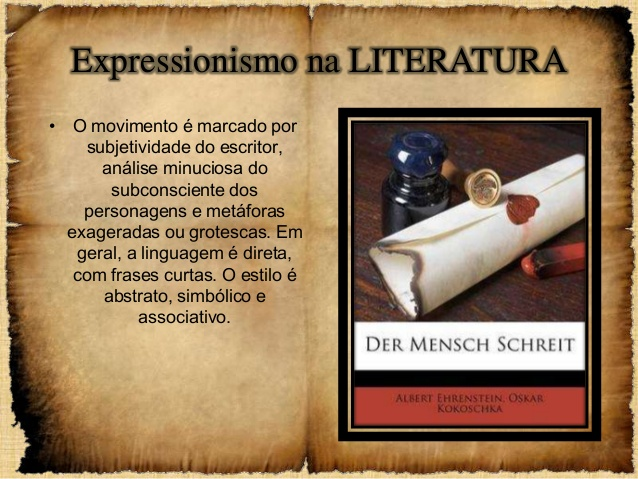 Expressionismo na LITERATURA
• O movimento é marcado por
subjetividade do escritor,
análise minuciosa do
subconsciente dos
personagens e metáforas
exageradas ou grotescas. Em
geral, a linguagem é direta,
com frases curtas. O estilo é
abstrato, simbólico e
associativo.
DER MENSCH SCHREIT
ALBERT EHRENSTEIN, OSKAR
KOKOSCHKA